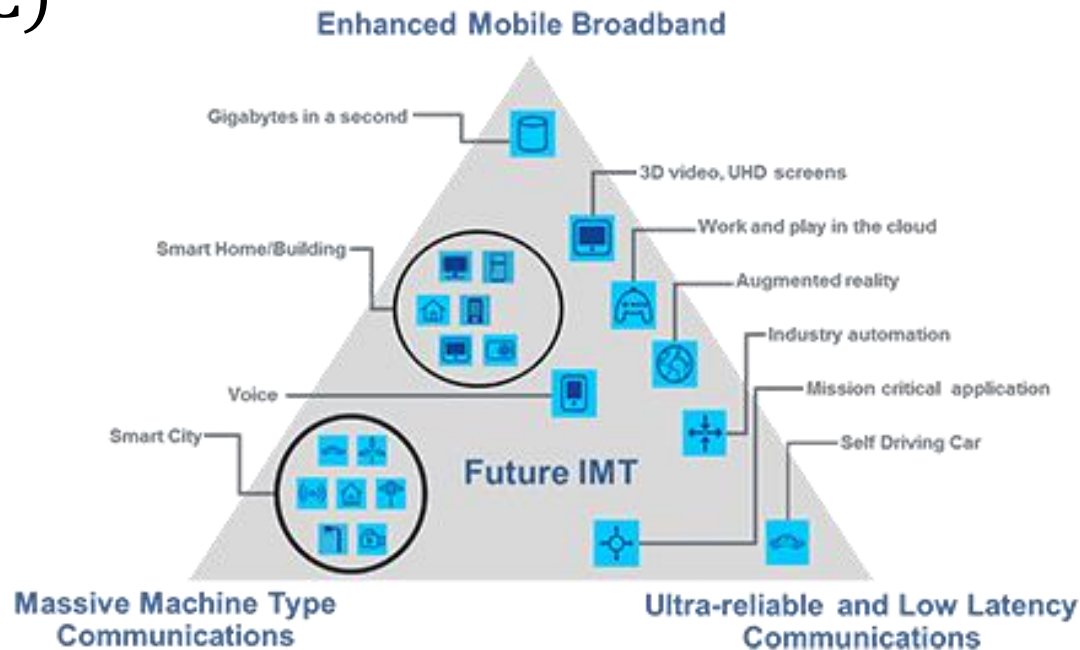 Enhanced Mobile Broadband
Gigabytes in a second
3D video, UHD screens
Work and play in the cloud
Smart Home/Building
Augmented reality
Industry automation
Mission critical application
Voice
Smart City
Self Driving Car
Future IMT
Massive Machine Type
Communications
Ultra-reliable and Low Latency
Communications